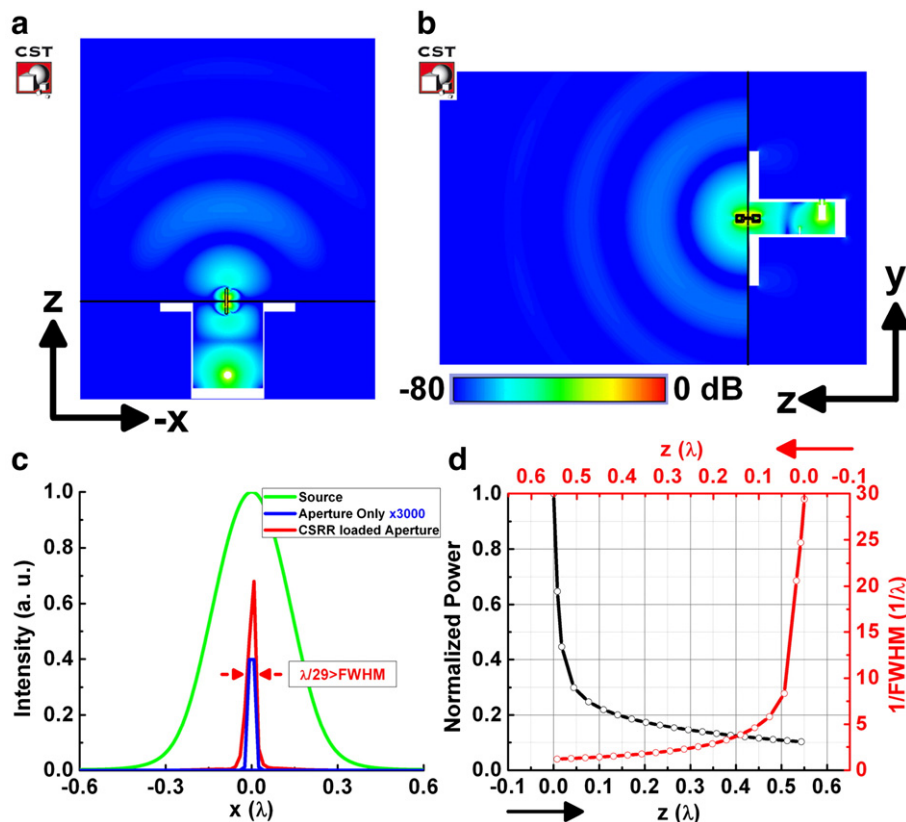 a
CST
z
-x
b
CST
y
z
-80 0 dB
c
Intensity (a. u.)
1.0
0.8
0.6
0.4
0.2
0.0
Source
Aperture Only x3000
CSRR loaded Aperture
λ/29>FWHM
-0.6 -0.3 0.0 0.3 0.6
x (λ)
d
z (λ)
0.6 0.5 0.4 0.3 0.2 0.1 0.0 -0.1
Normalized Power
1.0
0.8
0.6
0.4
0.2
0.0
30
25
20
15
10
5
0
1/FWHM (1/λ)
-0.1 0.0 0.1 0.2 0.3 0.4 0.5 0.6
z (λ)